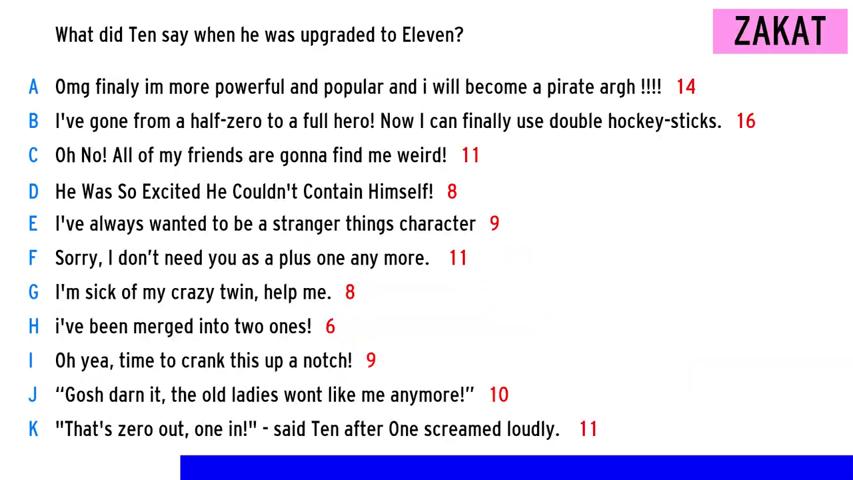 What did Ten say when he was upgraded to Eleven?
ZAKAT
A Omg finaly im more powerful and popular and i will become a pirate argh !!!! 14
B I've gone from a half-zero to a full hero! Now I can finally use double hockey-sticks. 16
C Oh No! All of my friends are gonna find me weird! 11
D He Was So Excited He Couldn't Contain Himself! 8
E I've always wanted to be a stranger things character 9
F Sorry, I don’t need you as a plus one any more. 11
G I'm sick of my crazy twin, help me. 8
H i've been merged into two ones! 6
I Oh yea, time to crank this up a notch! 9
J “Gosh darn it, the old ladies wont like me anymore!” 10
K "That's zero out, one in!" - said Ten after One screamed loudly. 11